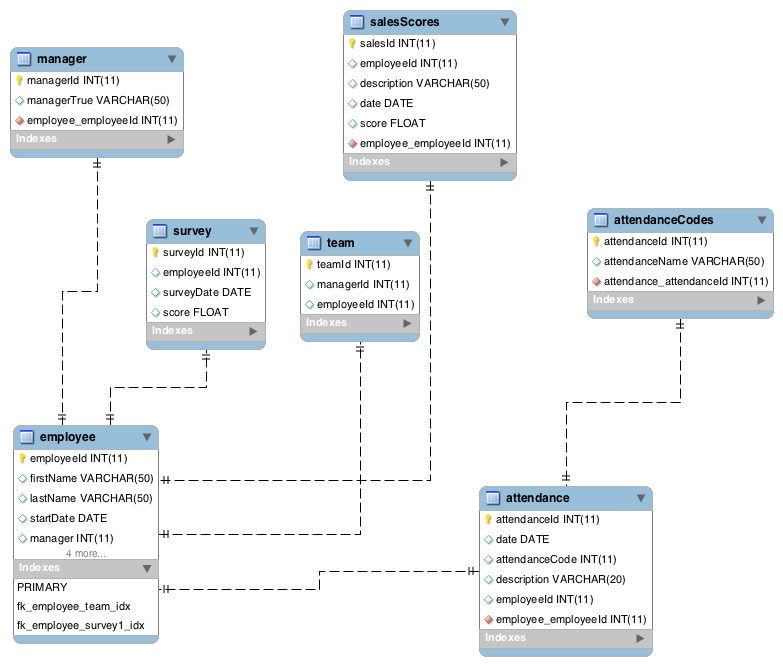 manager
managerId INT(11)
managerTrue VARCHAR(50)
employee_employeeId INT(11)
Indexes
salesScores
salesId INT(11)
employeeId INT(11)
description VARCHAR(50)
date DATE
score FLOAT
employee_employeeId INT(11)
Indexes
survey
surveyId INT(11)
employeeId INT(11)
surveyDate DATE
score FLOAT
Indexes
team
teamId INT(11)
managerId INT(11)
employeeId INT(11)
Indexes
attendanceCodes
attendanceId INT(11)
attendanceName VARCHAR(50)
attendance_attendanceId INT(11)
Indexes
employee
employeeId INT(11)
firstName VARCHAR(50)
lastName VARCHAR(50)
startDate DATE
manager INT(11)
4 more...
Indexes
PRIMARY
fk_employee_team_idx
fk_employee_survey1_idx
attendance
attendanceId INT(11)
date DATE
attendanceCode INT(11)
description VARCHAR(20)
employeeId INT(11)
employee_employeeId INT(11)
Indexes